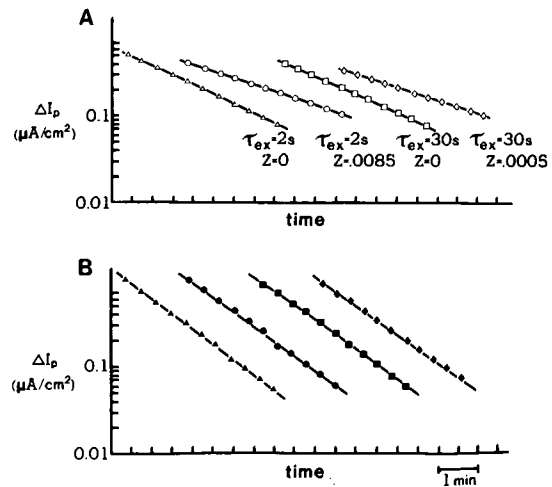 A
ΔIp
(μA/cm²)
0.1
0.01
τex=2s
Z=0
τex=2s
Z=.0085
τex=30s
Z=0
τex=30s
Z=.0005
time
B
ΔIp
(μA/cm²)
0.1
0.01
time
1 min